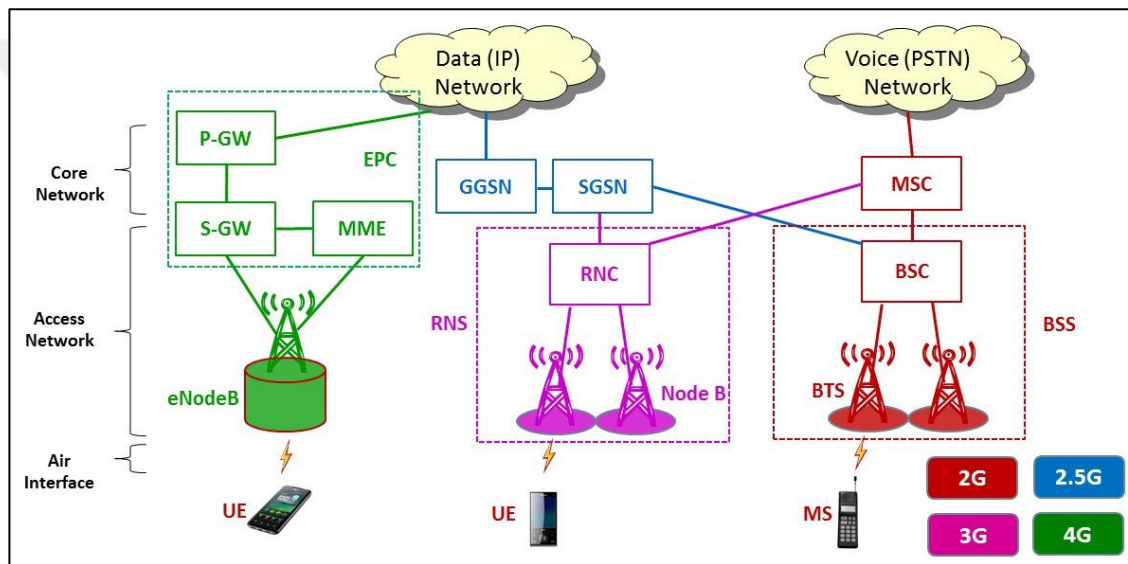 Data (IP)
Network
Voice (PSTN)
Network
Core
Network
P-GW
EPC
GGSN
SGSN
MSC
S-GW
MME
Access
Network
RNS
RNC
BSC
BSS
eNodeB
Node B
BTS
Air
Interface
UE
UE
MS
2G
2.5G
3G
4G